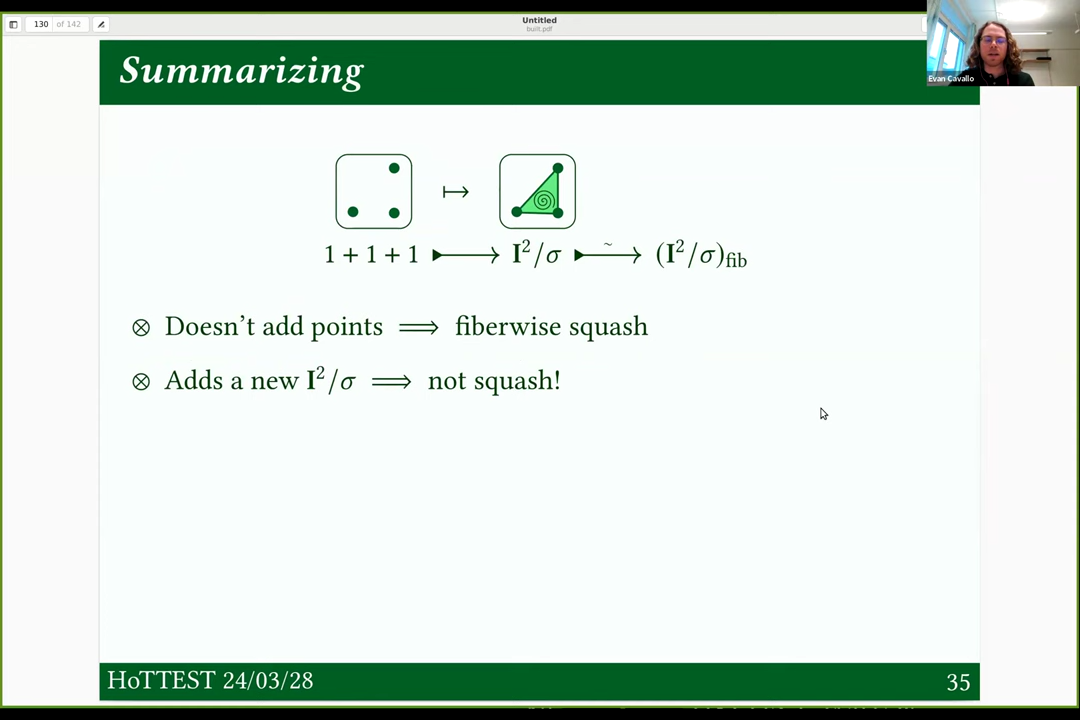 130 of 142
Untitled
built.pdf
Evan Cavallo
Summarizing
↦
1 + 1 + 1 ▸⟶ I²/σ ▸⥲ (I²/σ)fib
⊗ Doesn't add points ⟹ fiberwise squash
⊗ Adds a new I²/σ ⟹ not squash!
HoTTEST 24/03/28
35